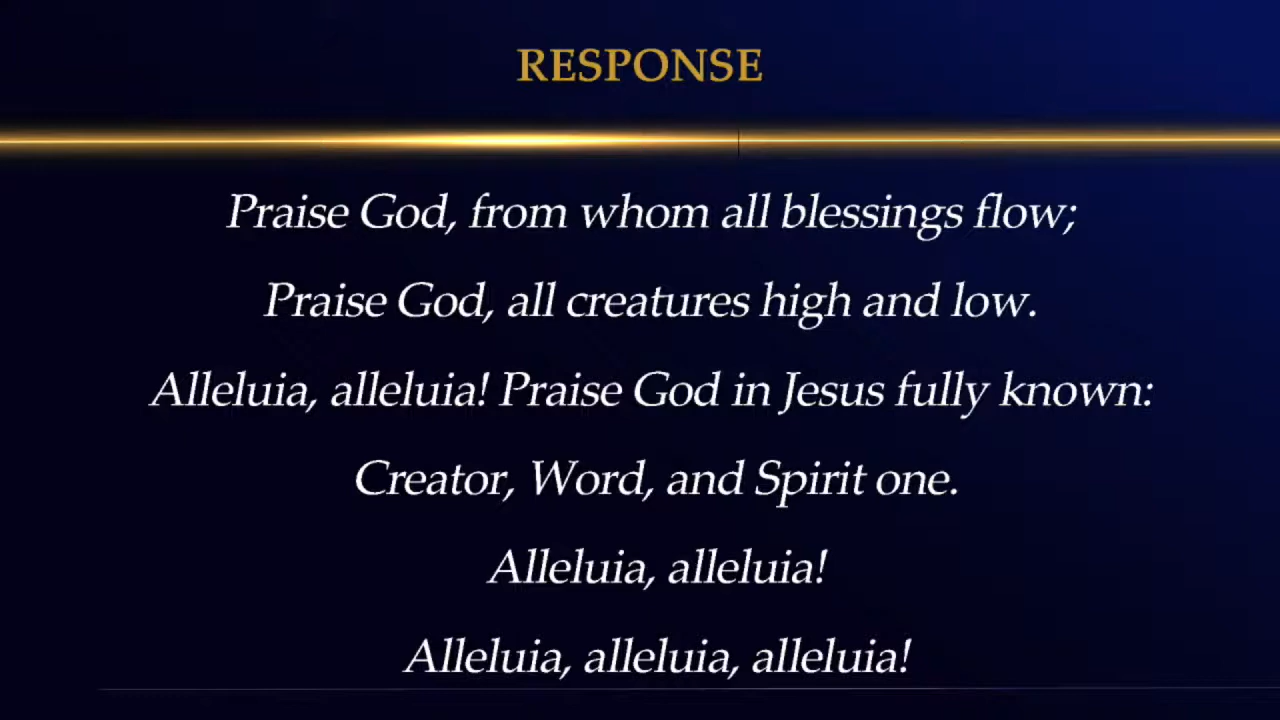 RESPONSE
Praise God, from whom all blessings flow;
Praise God, all creatures high and low.
Alleluia, alleluia! Praise God in Jesus fully known:
Creator, Word, and Spirit one.
Alleluia, alleluia!
Alleluia, alleluia, alleluia!